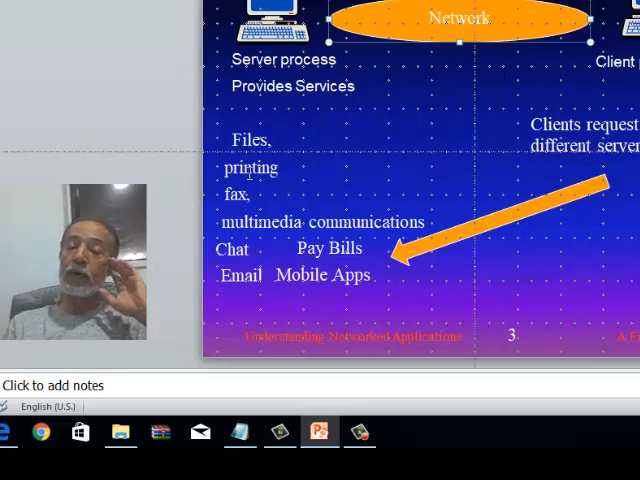 Network
Server process
Client
Provides Services
Clients request
different server
Files,
printing
fax,
multimedia communications
Chat
Pay Bills
Email
Mobile Apps
Understanding Networked Applications
3
Click to add notes
English (U.S.)